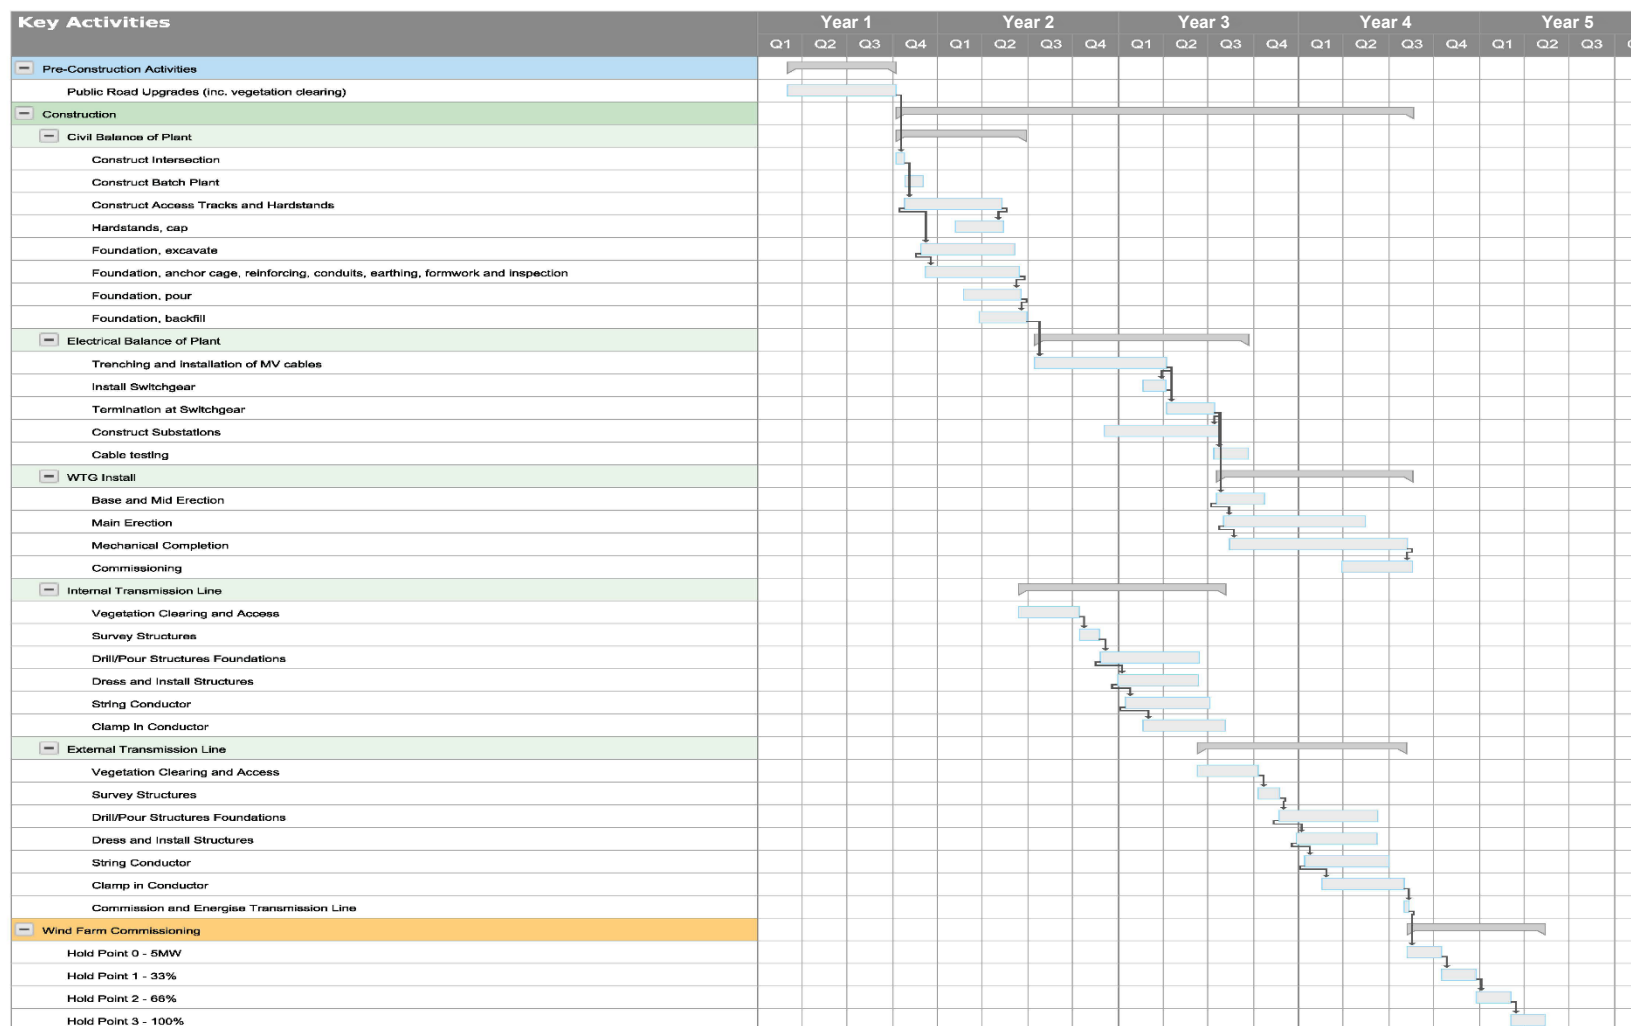 Key Activities Year 1 Year 2 Year 3 Year 4 Year 5
Q1 Q2 Q3 Q4 Q1 Q2 Q3 Q4 Q1 Q2 Q3 Q4 Q1 Q2 Q3 Q4 Q1 Q2 Q3
Pre-Construction Activities
Public Road Upgrades (inc. vegetation clearing)
Construction
Civil Balance of Plant
Construct Intersection
Construct Batch Plant
Construct Access Tracks and Hardstands
Hardstands, cap
Foundation, excavate
Foundation, anchor cage, reinforcing, conduits, earthing, formwork and inspection
Foundation, pour
Foundation, backfill
Electrical Balance of Plant
Trenching and installation of MV cables
Install Switchgear
Termination at Switchgear
Construct Substations
Cable testing
WTG Install
Base and Mid Erection
Main Erection
Mechanical Completion
Commissioning
Internal Transmission Line
Vegetation Clearing and Access
Survey Structures
Drill/Pour Structures Foundations
Dress and Install Structures
String Conductor
Clamp in Conductor
External Transmission Line
Vegetation Clearing and Access
Survey Structures
Drill/Pour Structures Foundations
Dress and Install Structures
String Conductor
Clamp in Conductor
Commission and Energise Transmission Line
Wind Farm Commissioning
Hold Point 0 - 5MW
Hold Point 1 - 33%
Hold Point 2 - 66%
Hold Point 3 - 100%